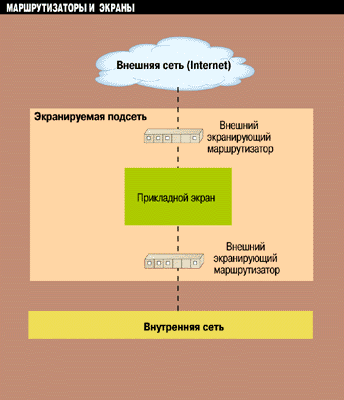 МАРШРУТИЗАТОРЫ И ЭКРАНЫ
Внешняя сеть (Internet)
Экранируемая подсеть
Внешний
экранирующий
маршрутизатор
Прикладной экран
Внешний
экранирующий
маршрутизатор
Внутренняя сеть